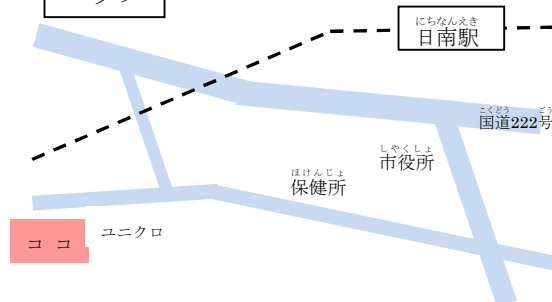 にちなんえき
日南駅
こくどう ごう
国道222号
しやくしょ
市役所
ほけんじょ
保健所
ユニクロ
ココ